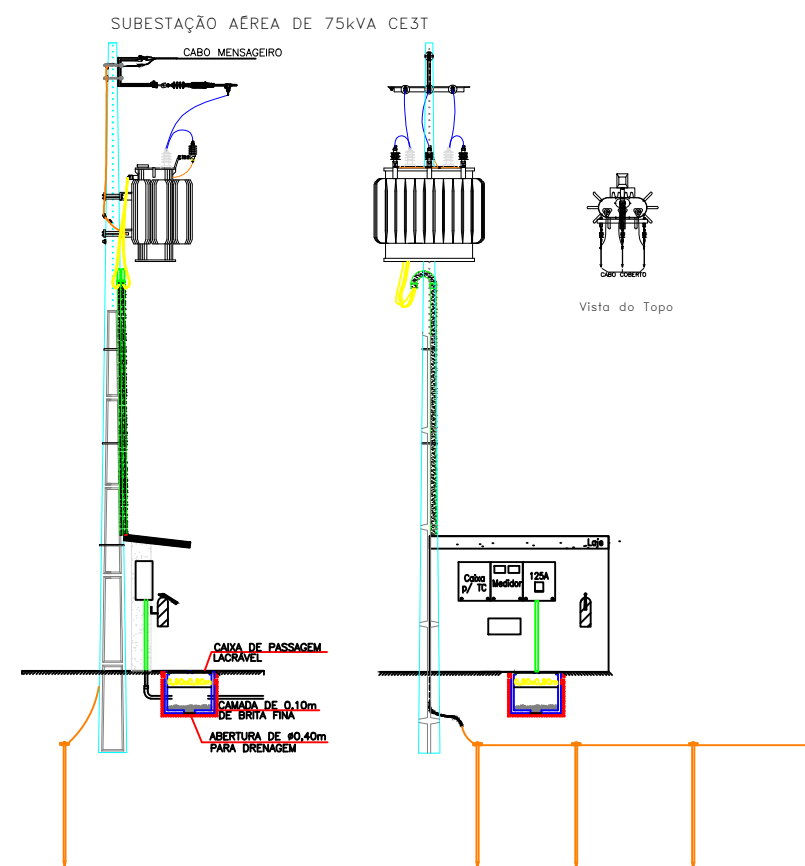 SUBESTAÇÃO AÉREA DE 75kVA CE3T
CABO MENSAGEIRO
CABO COBERTO
Vista do Topo
Laje
Caixa
p/ TC
Medidor
125A
CAIXA DE PASSAGEM
LACRÁVEL
CAMADA DE 0,10m
DE BRITA FINA
ABERTURA DE ø0,40m
PARA DRENAGEM